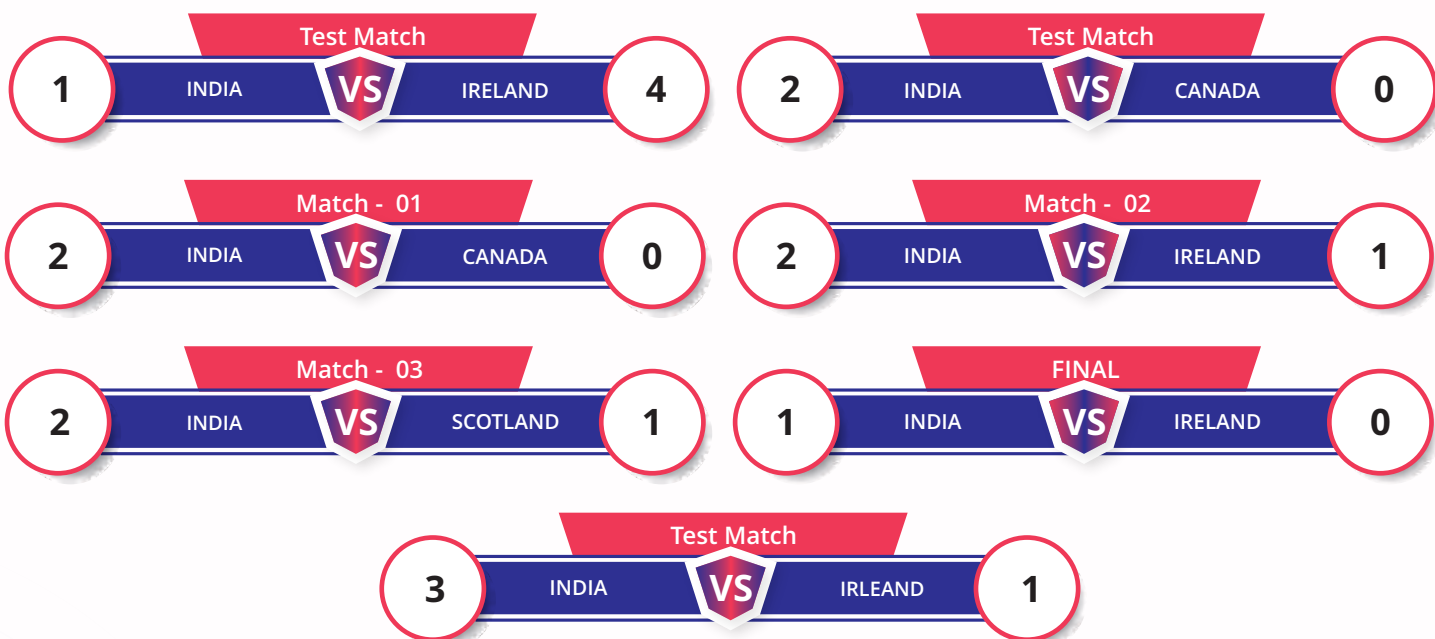 Test Match
1 INDIA VS IRELAND 4
Test Match
2 INDIA VS CANADA 0
Match - 01
2 INDIA VS CANADA 0
Match - 02
2 INDIA VS IRELAND 1
Match - 03
2 INDIA VS SCOTLAND 1
FINAL
1 INDIA VS IRELAND 0
Test Match
3 INDIA VS IRLEAND 1